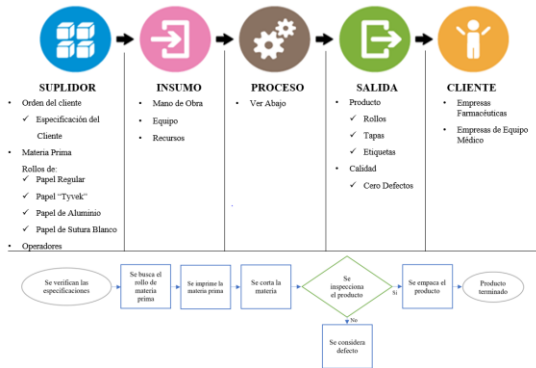 SUPLIDOR
• Orden del cliente
✓ Especificación del
Cliente
• Materia Prima
Rollos de:
✓ Papel Regular
✓ Papel "Tyvek"
✓ Papel de Aluminio
✓ Papel de Sutura Blanco
• Operadores
INSUMO
• Mano de Obra
• Equipo
• Recursos
PROCESO
• Ver Abajo
SALIDA
• Producto
✓ Rollos
✓ Tapas
✓ Etiquetas
• Calidad
✓ Cero Defectos
CLIENTE
• Empresas
Farmacéuticas
• Empresas de Equipo
Médico
Se verifican las
especificaciones
Se busca el
rollo de
materia
prima
Se imprime la
materia prima
Se corta la
materia
Se
inspecciona
el producto
Si
No
Se considera
defecto
Se empaca el
producto
Producto
terminado